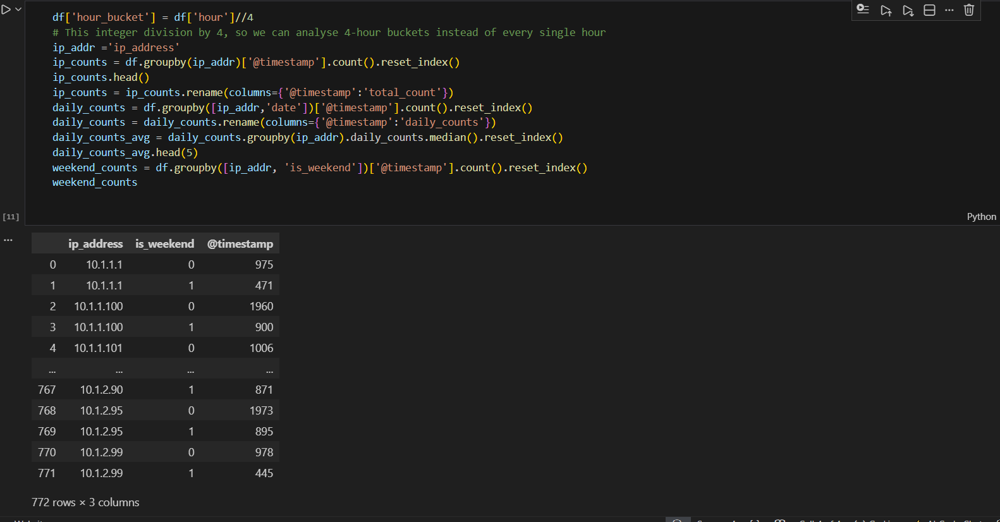 df['hour_bucket'] = df['hour']//4
# This integer division by 4, so we can analyse 4-hour buckets instead of every single hour
ip_addr ='ip_address'
ip_counts = df.groupby(ip_addr)['@timestamp'].count().reset_index()
ip_counts.head()
ip_counts = ip_counts.rename(columns={'@timestamp':'total_count'})
daily_counts = df.groupby([ip_addr,'date'])['@timestamp'].count().reset_index()
daily_counts = daily_counts.rename(columns={'@timestamp':'daily_counts'})
daily_counts_avg = daily_counts.groupby(ip_addr).daily_counts.median().reset_index()
daily_counts_avg.head(5)
weekend_counts = df.groupby([ip_addr, 'is_weekend'])['@timestamp'].count().reset_index()
weekend_counts
[11]
Python
...
ip_address is_weekend @timestamp
0 10.1.1.1 0 975
1 10.1.1.1 1 471
2 10.1.1.100 0 1960
3 10.1.1.100 1 900
4 10.1.1.101 0 1006
... ... ... ...
767 10.1.2.90 1 871
768 10.1.2.95 0 1973
769 10.1.2.95 1 895
770 10.1.2.99 0 978
771 10.1.2.99 1 445
772 rows × 3 columns